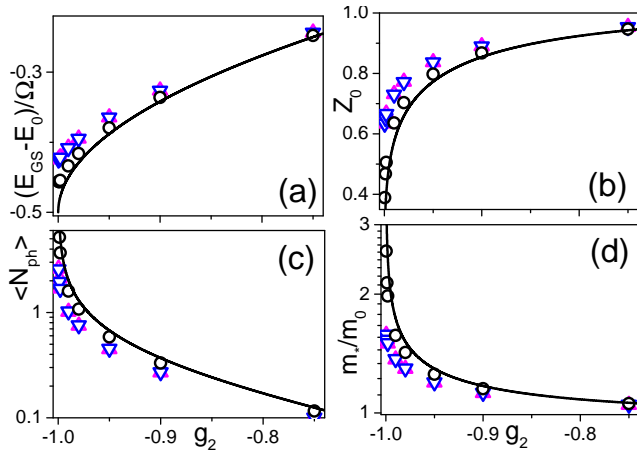 (E_GS-E_0)/Ω
-0.3
-0.5
(a)
Z_0
1.0
0.8
0.6
0.4
(b)
<N_ph>
1
0.1
(c)
-1.0 -0.9 -0.8
g_2
m_*/m_0
3
2
1
(d)
-1.0 -0.9 -0.8
g_2